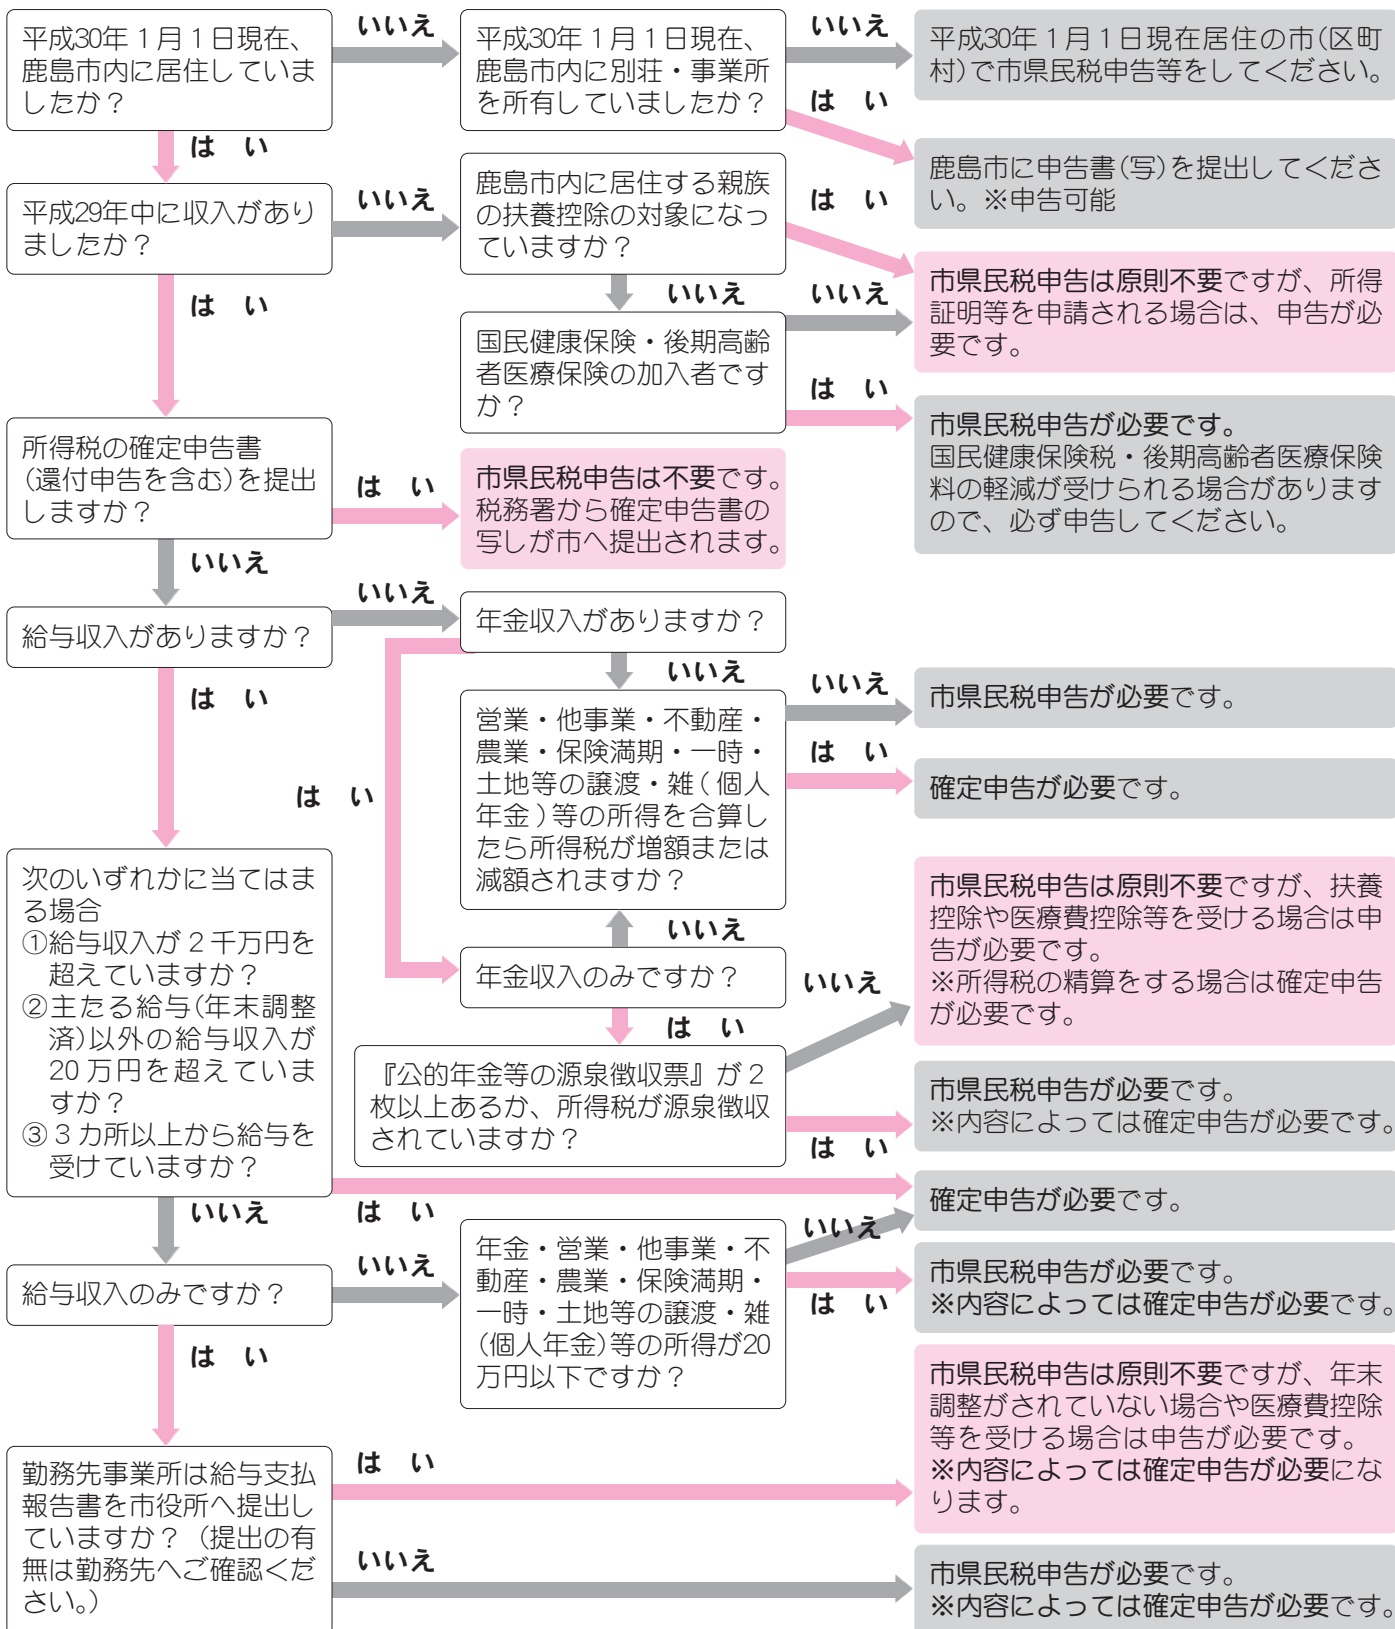 平成30年１月１日現在、
鹿島市内に居住していま
したか？
いいえ
平成30年１月１日現在、
鹿島市内に別荘・事業所
を所有していましたか？
いいえ
平成30年１月１日現在居住の市(区町
村)で市県民税申告等をしてください。
は　い
は　い
鹿島市に申告書(写)を提出してくださ
い。※申告可能
平成29年中に収入があり
ましたか？
いいえ
鹿島市内に居住する親族
の扶養控除の対象になっ
ていますか？
は　い
市県民税申告は原則不要ですが、所得
証明等を申請される場合は、申告が必
要です。
は　い
いいえ
いいえ
国民健康保険・後期高齢
者医療保険の加入者です
か？
は　い
市県民税申告が必要です。
国民健康保険税・後期高齢者医療保険
料の軽減が受けられる場合があります
ので、必ず申告してください。
所得税の確定申告書
(還付申告を含む)を提出
しますか？
は　い
市県民税申告は不要です。
税務署から確定申告書の
写しが市へ提出されます。
いいえ
給与収入がありますか？
いいえ
年金収入がありますか？
は　い
いいえ
は　い
営業・他事業・不動産・
農業・保険満期・一時・
土地等の譲渡・雑(個人
年金)等の所得を合算し
たら所得税が増額または
減額されますか？
いいえ
市県民税申告が必要です。
は　い
確定申告が必要です。
次のいずれかに当てはま
る場合
①給与収入が２千万円を
超えていますか？
②主たる給与(年末調整
済)以外の給与収入が
20万円を超えていま
すか？
③３カ所以上から給与を
受けていますか？
いいえ
年金収入のみですか？
は　い
『公的年金等の源泉徴収票』が２
枚以上あるか、所得税が源泉徴収
されていますか？
いいえ
市県民税申告は原則不要ですが、扶養
控除や医療費控除等を受ける場合は申
告が必要です。
※所得税の精算をする場合は確定申告
が必要です。
は　い
市県民税申告が必要です。
※内容によっては確定申告が必要です。
は　い
確定申告が必要です。
いいえ
給与収入のみですか？
いいえ
年金・営業・他事業・不
動産・農業・保険満期・
一時・土地等の譲渡・雑
(個人年金)等の所得が20
万円以下ですか？
いいえ
は　い
市県民税申告が必要です。
※内容によっては確定申告が必要です。
は　い
勤務先事業所は給与支払
報告書を市役所へ提出し
ていますか？（提出の有
無は勤務先へご確認くだ
さい。）
は　い
市県民税申告は原則不要ですが、年末
調整がされていない場合や医療費控除
等を受ける場合は申告が必要です。
※内容によっては確定申告が必要にな
ります。
いいえ
市県民税申告が必要です。
※内容によっては確定申告が必要です。